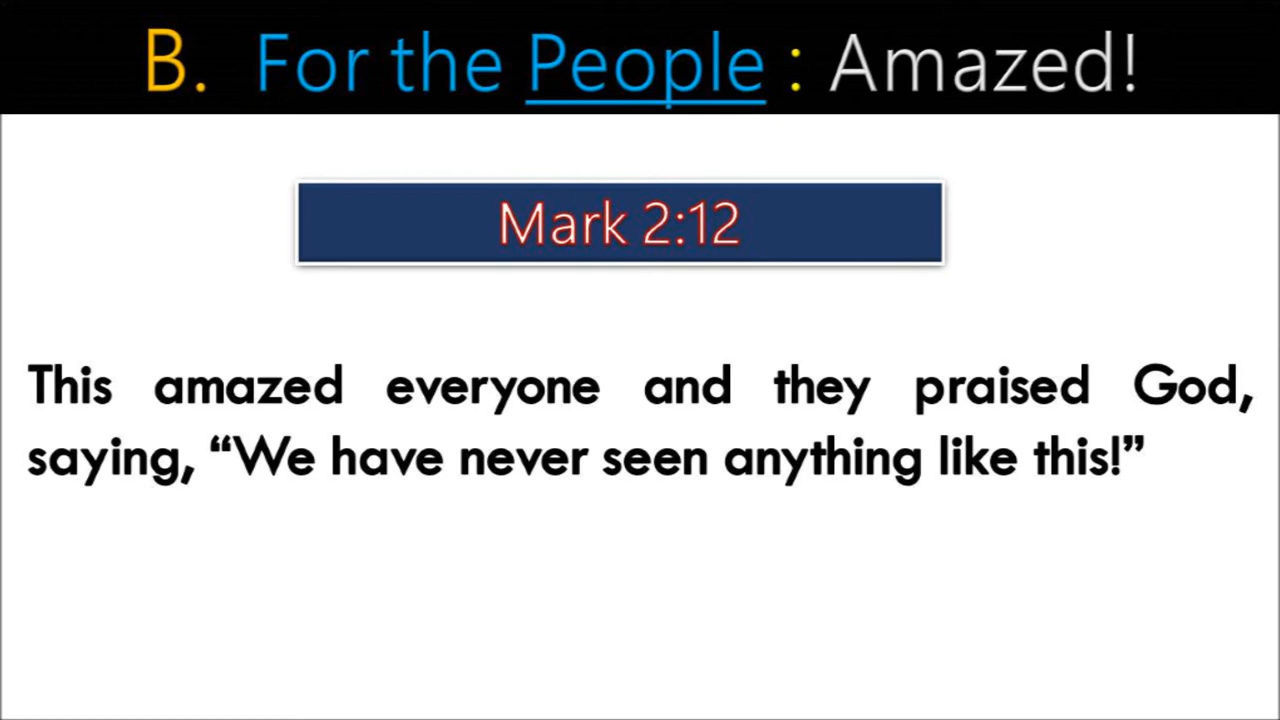 B. For the People : Amazed!
Mark 2:12
This amazed everyone and they praised God,
saying, “We have never seen anything like this!”